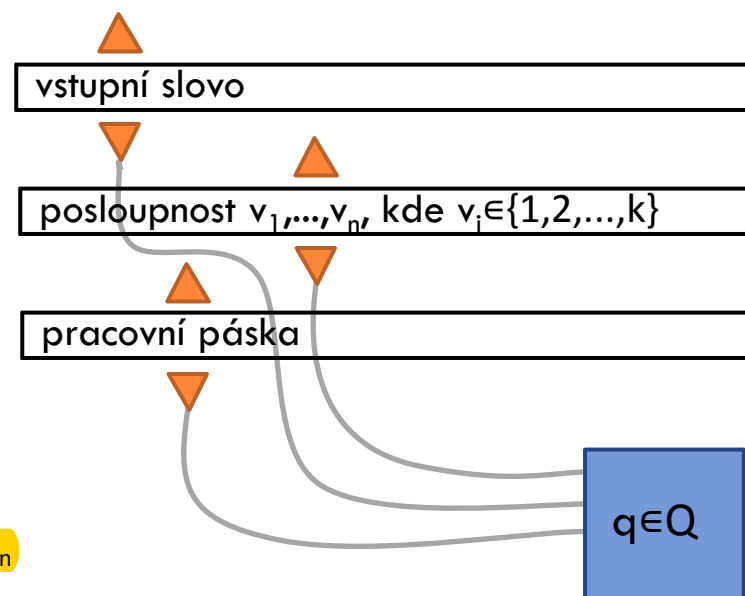 vstupní slovo
posloupnost v₁,...,vₙ, kde vᵢ∈{1,2,...,k}
pracovní páska
q∈Q
n